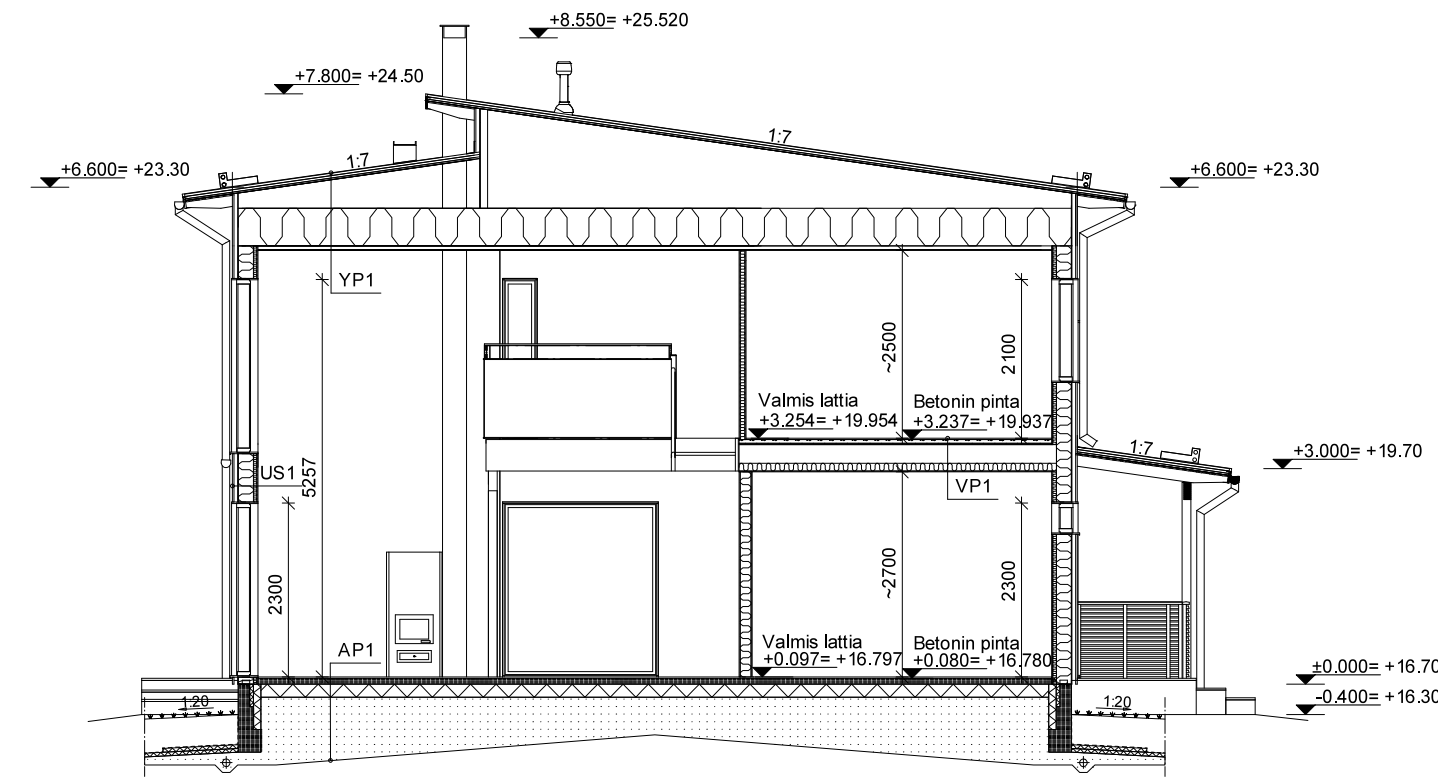 +8.550= +25.520
+7.800= +24.50
1:7
1:7
+6.600= +23.30
+6.600= +23.30
YP1
~2500
2100
Valmis lattia
+3.254= +19.954
Betonin pinta
+3.237= +19.937
1:7
+3.000= +19.70
US1
5257
VP1
2300
~2700
2300
AP1
Valmis lattia
+0.097= +16.797
Betonin pinta
+0.080= +16.780
±0.000= +16.70
-0.400= +16.30
1:20
1:20